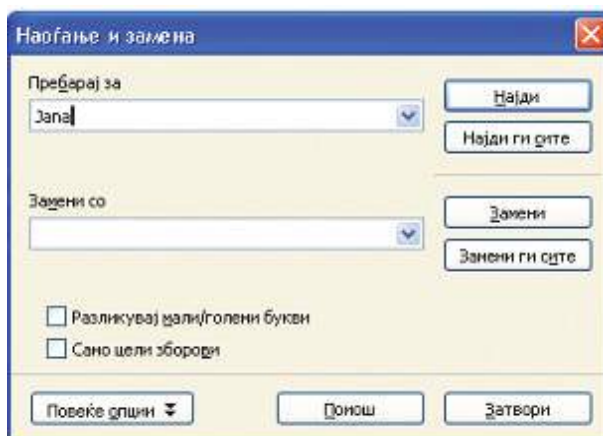 Наоѓање и замена
Пребарај за
Jana
Најди
Најди ги сите
Замени со
Замени
Замени ги сите
Разликувај мали/големи букви
Само цели зборови
Повеќе опции
Помош
Затвори